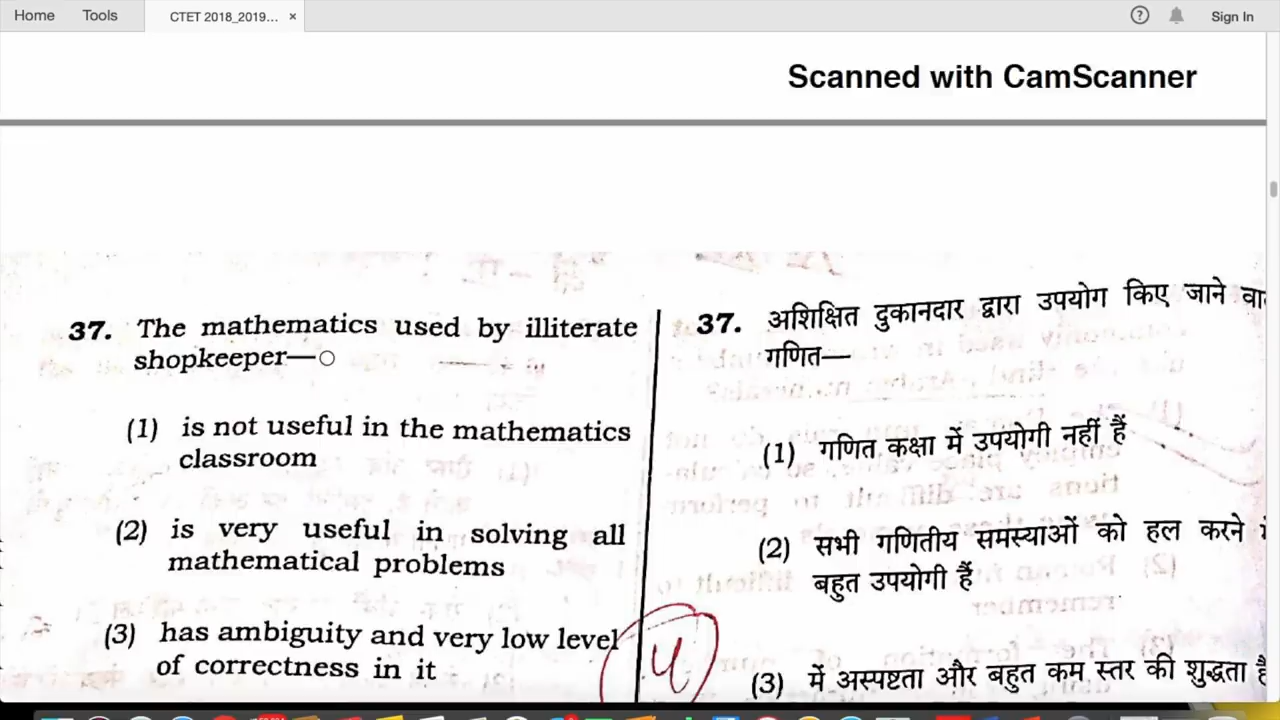 Home Tools CTET 2018_2019... × ? Sign In
Scanned with CamScanner
37. The mathematics used by illiterate
shopkeeper—
(1) is not useful in the mathematics
classroom
(2) is very useful in solving all
mathematical problems
(3) has ambiguity and very low level
of correctness in it
4
37. अशिक्षित दुकानदार द्वारा उपयोग किए जाने
गणित—
(1) गणित कक्षा में उपयोगी नहीं हैं
(2) सभी गणितीय समस्याओं को हल करने
बहुत उपयोगी हैं
(3) में अस्पष्टता और बहुत कम स्तर की शुद्धता